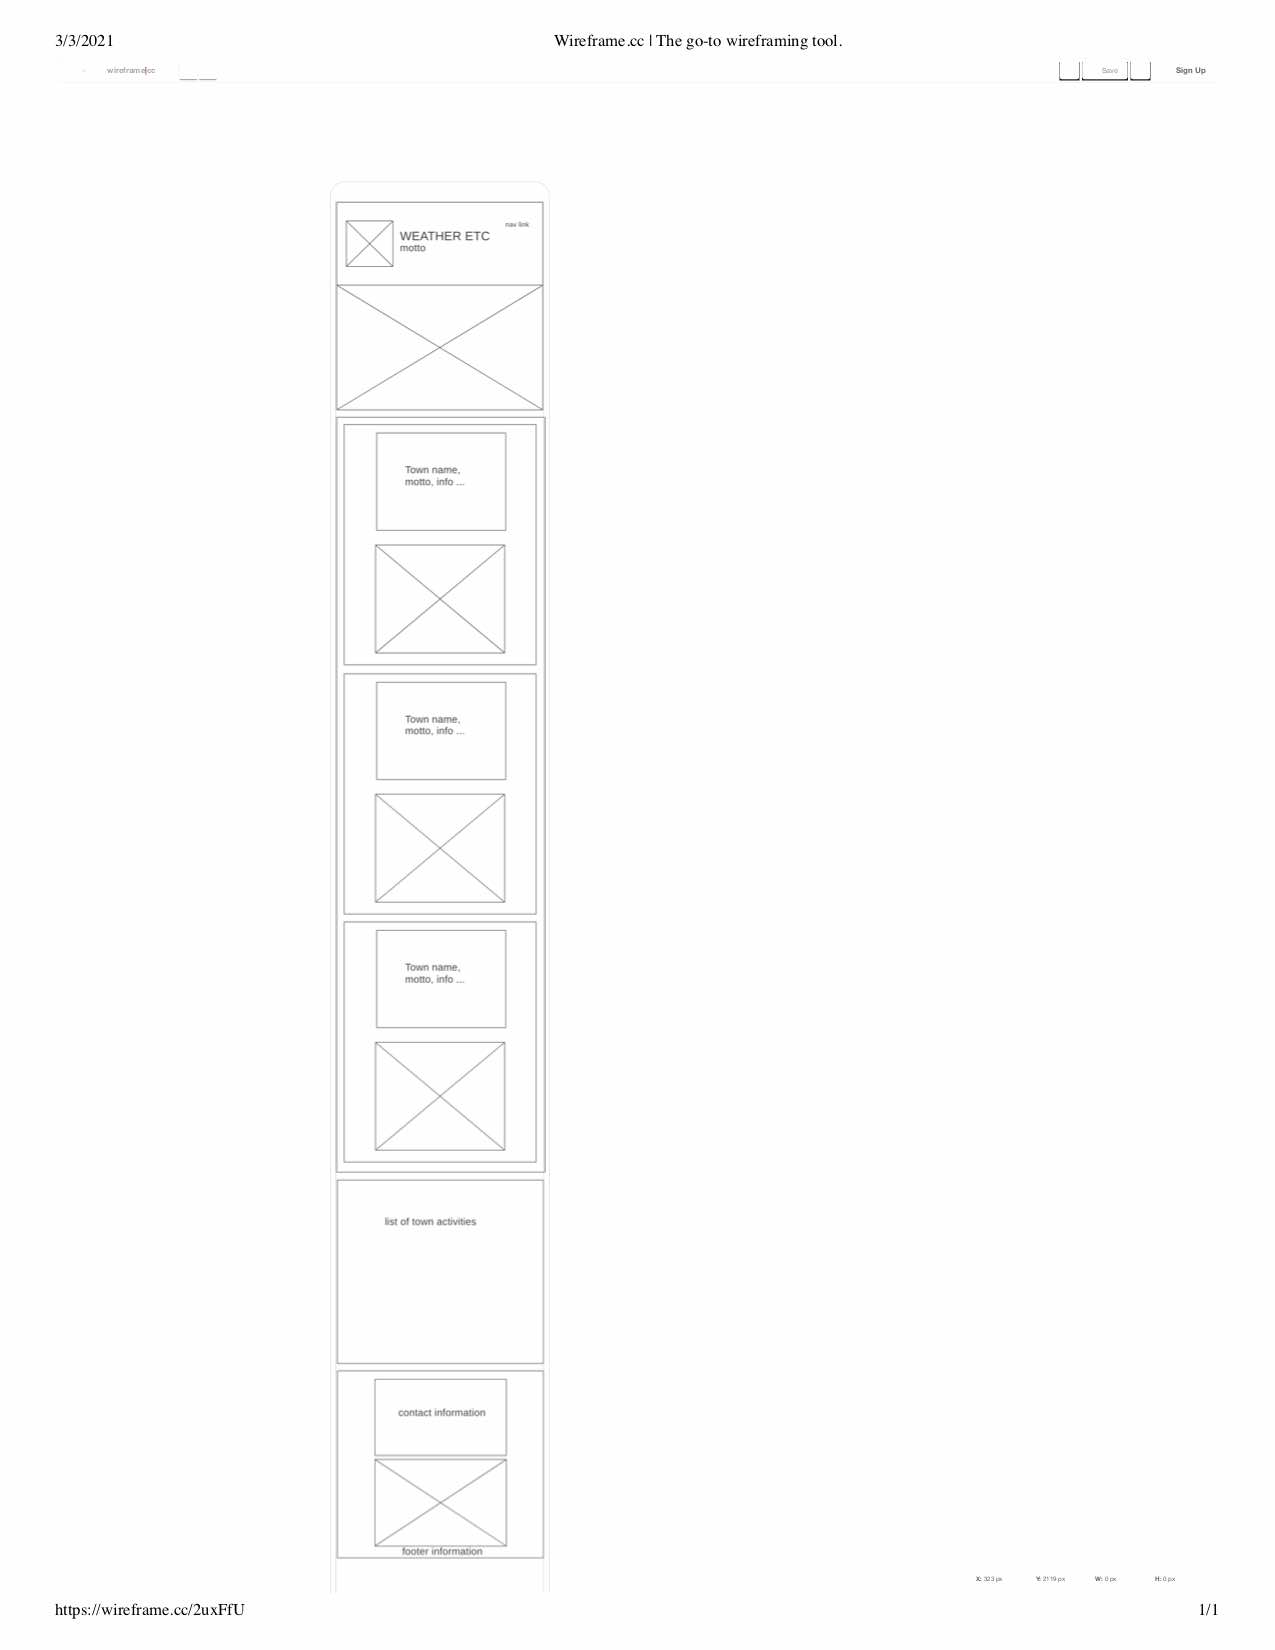 3/3/2021
Wireframe.cc | The go-to wireframing tool.
wireframe|cc
Save
Sign Up
nav link
WEATHER ETC
motto
Town name,
motto, info ...
Town name,
motto, info ...
Town name,
motto, info ...
list of town activities
contact information
footer information
X: 323 px
Y: 2119 px
W: 0 px
H: 0 px
https://wireframe.cc/2uxFfU
1/1